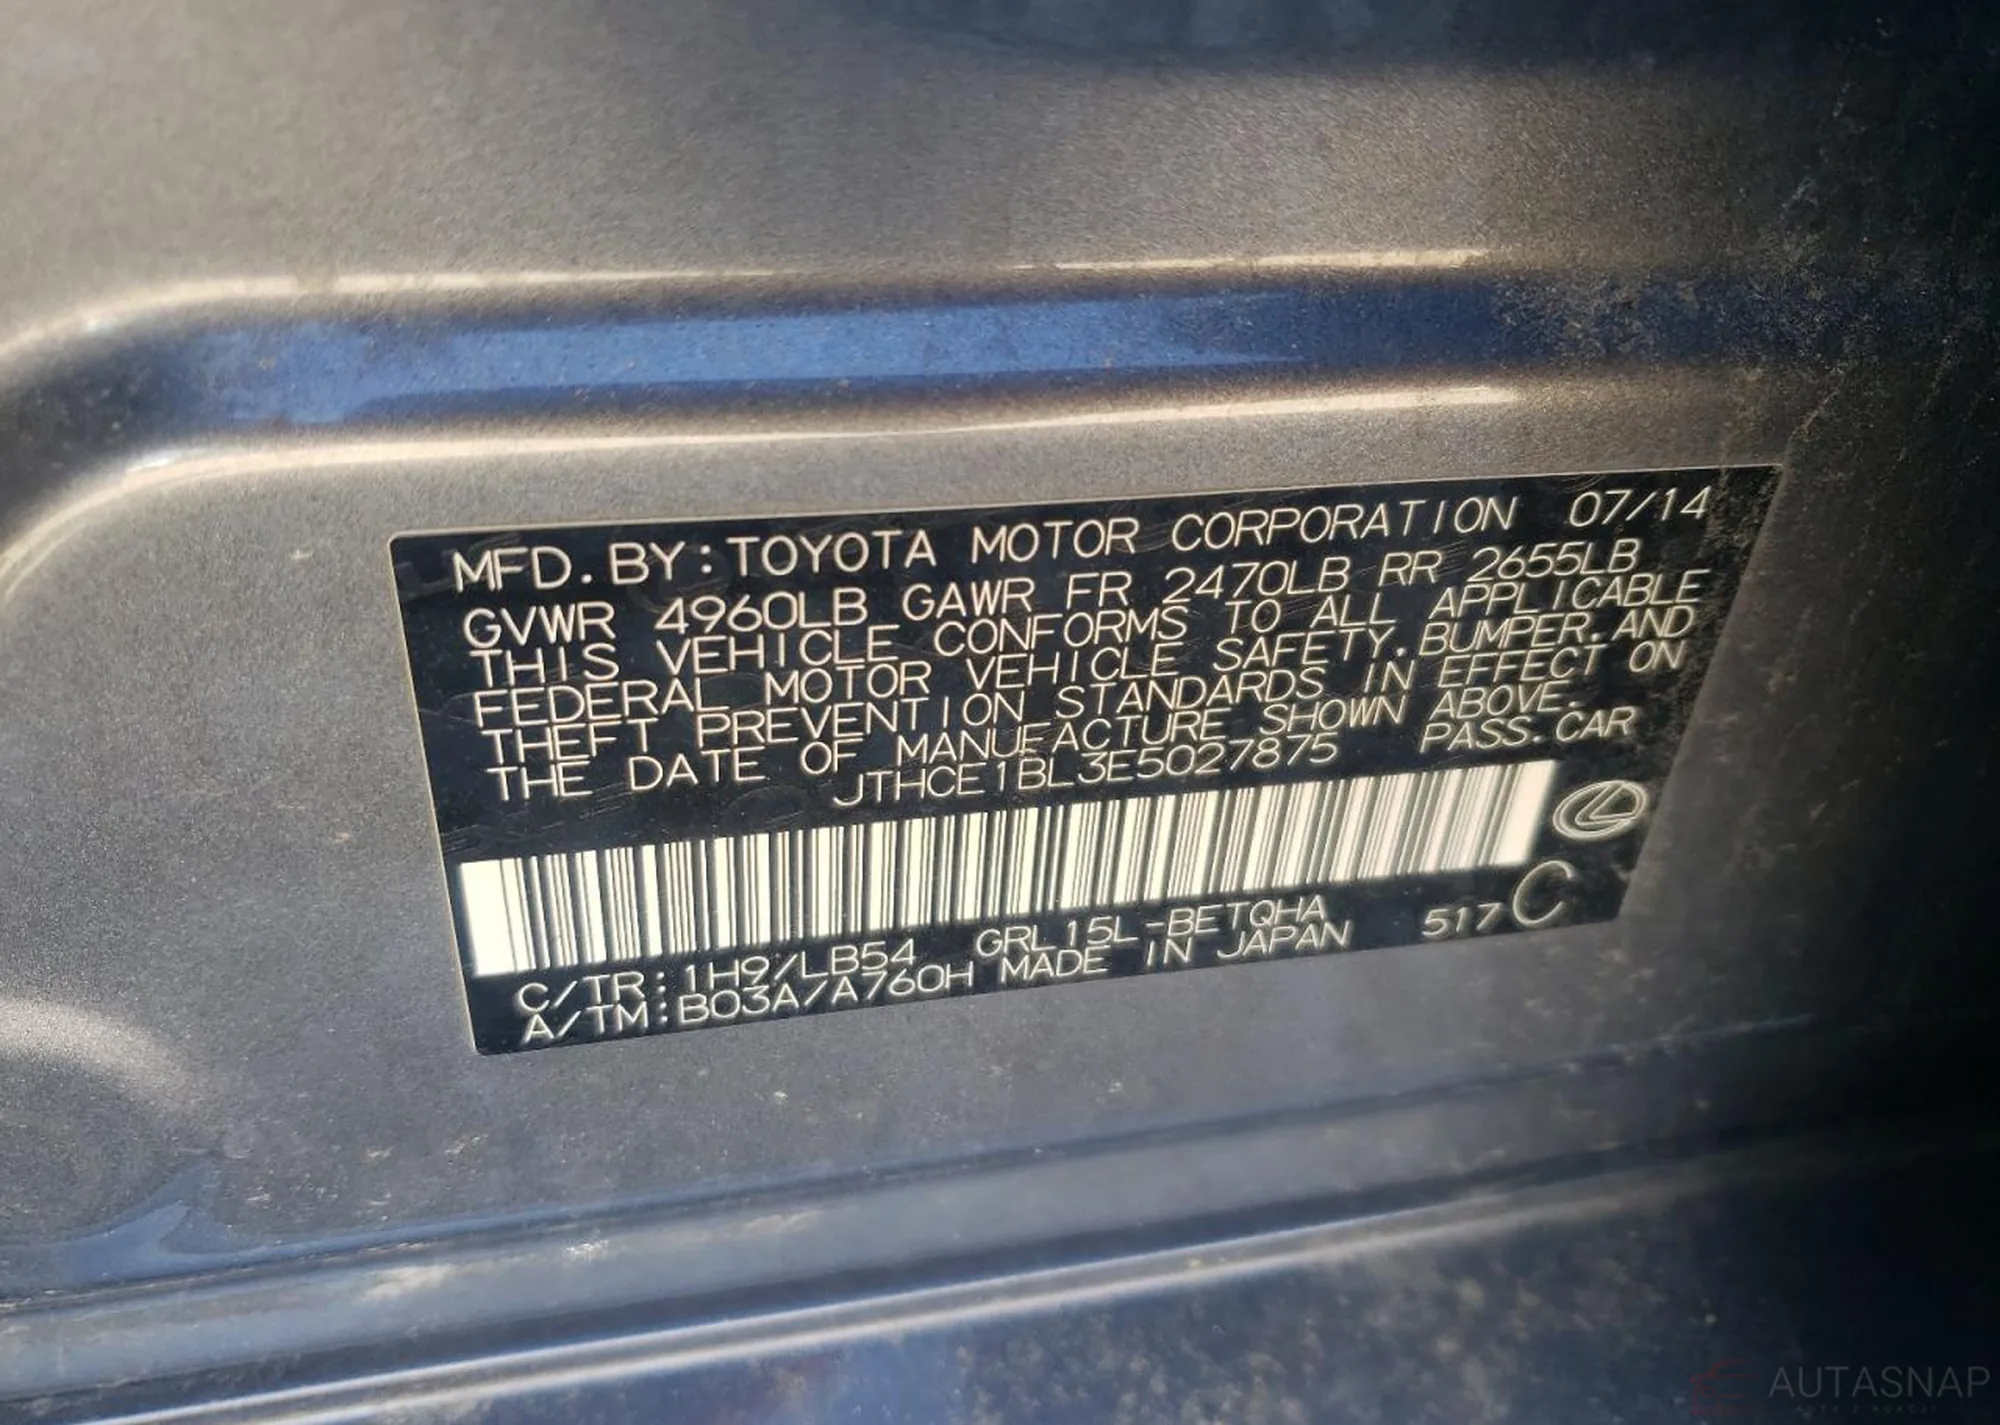 MFD. BY: TOYOTA MOTOR CORPORATION 07/14
GVWR 4960LB GAWR FR 2470LB RR 2655LB
THIS VEHICLE CONFORMS TO ALL APPLICABLE
FEDERAL MOTOR VEHICLE SAFETY, BUMPER, AND
THEFT PREVENTION STANDARDS IN EFFECT ON
THE DATE OF MANUFACTURE SHOWN ABOVE.
JTHCE1BL3E5027875 PASS. CAR
C/TR: 1H9/LB54 GRL15L-BETQHA 517 C
A/TM: B03A/A760H MADE IN JAPAN
AUTASNAP